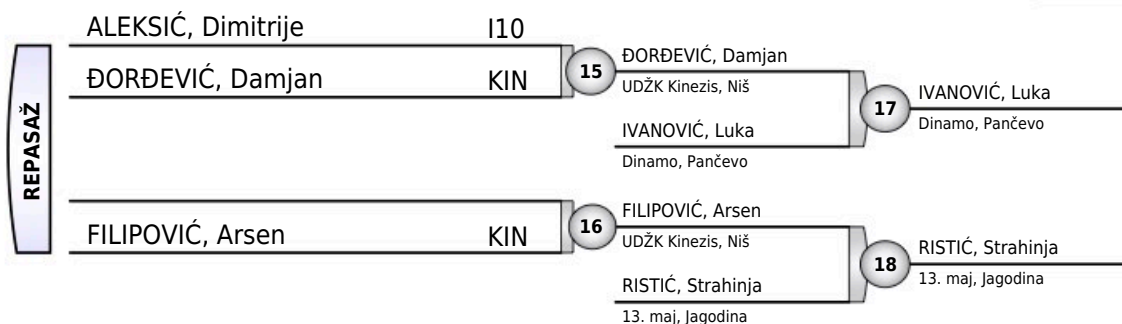 REPASAŽ
ALEKSIĆ, Dimitrije I10
ĐORĐEVIĆ, Damjan KIN
15
ĐORĐEVIĆ, Damjan
UDŽK Kinezis, Niš
IVANOVIĆ, Luka
Dinamo, Pančevo
17
IVANOVIĆ, Luka
Dinamo, Pančevo
FILIPOVIĆ, Arsen KIN
16
FILIPOVIĆ, Arsen
UDŽK Kinezis, Niš
RISTIĆ, Strahinja
13. maj, Jagodina
18
RISTIĆ, Strahinja
13. maj, Jagodina